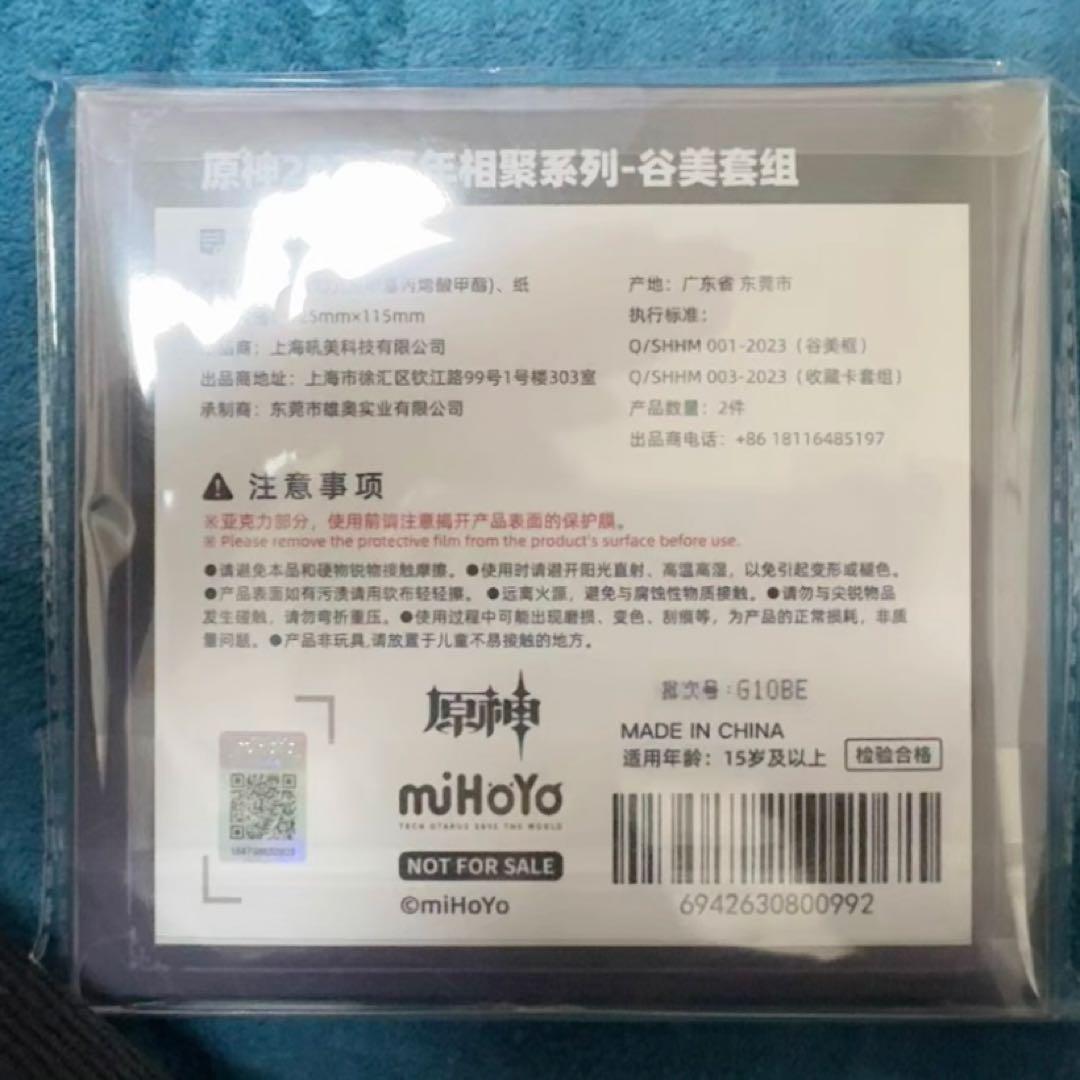 原神2 年相聚系列-谷美套组
丙烯酸甲酯)、纸
5mm×115mm
品商：上海吼美科技有限公司
出品商地址：上海市徐汇区钦江路99号1号楼303室
承制商：东莞市雄奥实业有限公司
产地：广东省 东莞市
执行标准：
Q/SHHM 001-2023（谷美框）
Q/SHHM 003-2023（收藏卡套组）
产品数量：2件
出品商电话：+86 18116485197
注意事项
※亚克力部分，使用前请注意揭开产品表面的保护膜。
※ Please remove the protective film from the product's surface before use.
●请避免本品和硬物锐物接触摩擦。●使用时请避开阳光直射、高温高湿，以免引起变形或褪色。
●产品表面如有污渍请用软布轻轻擦。●远离火源，避免与腐蚀性物质接触。●请勿与尖锐物品
发生碰触，请勿弯折重压。●使用过程中可能出现磨损、变色、刮痕等，为产品的正常损耗，非质
量问题。●产品非玩具,请放置于儿童不易接触的地方。
原神
miHoYo
TECH OTAKUS SAVE THE WORLD
NOT FOR SALE
©miHoYo
miHoYo
批次号：G10BE
MADE IN CHINA
适用年龄：15岁及以上
检验合格
6942630800992